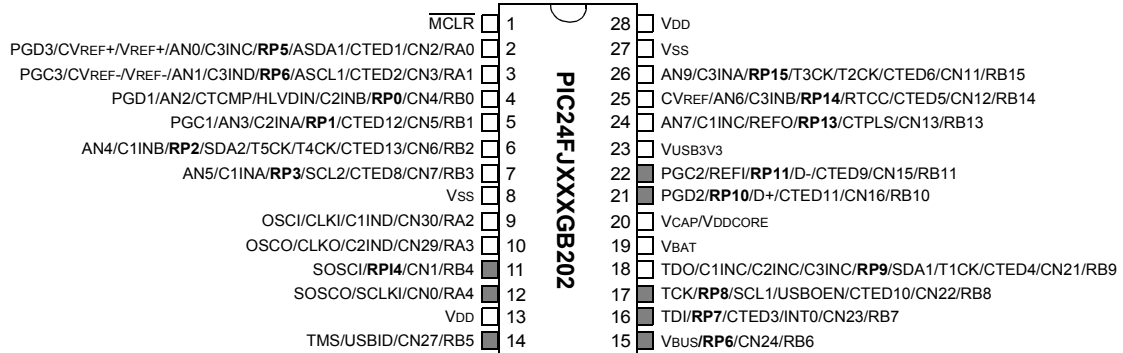 MCLR 1
PGD3/CVREF+/VREF+/AN0/C3INC/RP5/ASDA1/CTED1/CN2/RA0 2
PGC3/CVREF-/VREF-/AN1/C3IND/RP6/ASCL1/CTED2/CN3/RA1 3
PGD1/AN2/CTCMP/HLVDIN/C2INB/RP0/CN4/RB0 4
PGC1/AN3/C2INA/RP1/CTED12/CN5/RB1 5
AN4/C1INB/RP2/SDA2/T5CK/T4CK/CTED13/CN6/RB2 6
AN5/C1INA/RP3/SCL2/CTED8/CN7/RB3 7
VSS 8
OSCI/CLKI/C1IND/CN30/RA2 9
OSCO/CLKO/C2IND/CN29/RA3 10
SOSCI/RPI4/CN1/RB4 11
SOSCO/SCLKI/CN0/RA4 12
VDD 13
TMS/USBID/CN27/RB5 14
PIC24FJXXXGB202
28 VDD
27 VSS
26 AN9/C3INA/RP15/T3CK/T2CK/CTED6/CN11/RB15
25 CVREF/AN6/C3INB/RP14/RTCC/CTED5/CN12/RB14
24 AN7/C1INC/REFO/RP13/CTPLS/CN13/RB13
23 VUSB3V3
22 PGC2/REFI/RP11/D-/CTED9/CN15/RB11
21 PGD2/RP10/D+/CTED11/CN16/RB10
20 VCAP/VDDCORE
19 VBAT
18 TDO/C1INC/C2INC/C3INC/RP9/SDA1/T1CK/CTED4/CN21/RB9
17 TCK/RP8/SCL1/USBOEN/CTED10/CN22/RB8
16 TDI/RP7/CTED3/INT0/CN23/RB7
15 VBUS/RP6/CN24/RB6